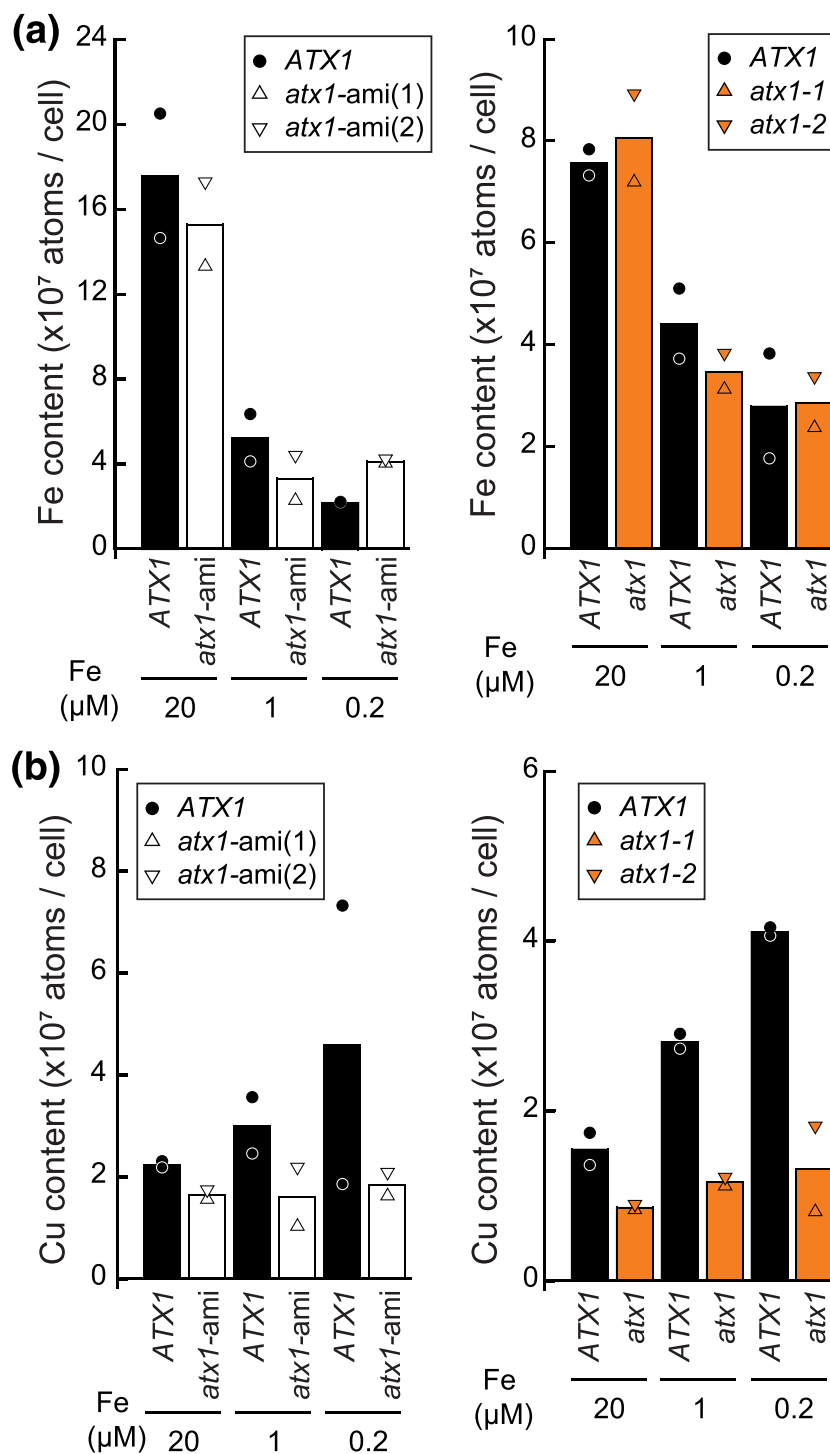 (a)
24
20
16
12
8
4
0
Fe content (x10⁷ atoms / cell)
ATX1
atx1-ami(1)
atx1-ami(2)
ATX1
atx1-ami
ATX1
atx1-ami
ATX1
atx1-ami
Fe
(µM)
20
1
0.2
10
8
6
4
2
0
Fe content (x10⁷ atoms / cell)
ATX1
atx1-1
atx1-2
ATX1
atx1
ATX1
atx1
ATX1
atx1
Fe
(µM)
20
1
0.2
(b)
10
8
6
4
2
0
Cu content (x10⁷ atoms / cell)
ATX1
atx1-ami(1)
atx1-ami(2)
ATX1
atx1-ami
ATX1
atx1-ami
ATX1
atx1-ami
Fe
(µM)
20
1
0.2
6
4
2
0
Cu content (x10⁷ atoms / cell)
ATX1
atx1-1
atx1-2
ATX1
atx1
ATX1
atx1
ATX1
atx1
Fe
(µM)
20
1
0.2